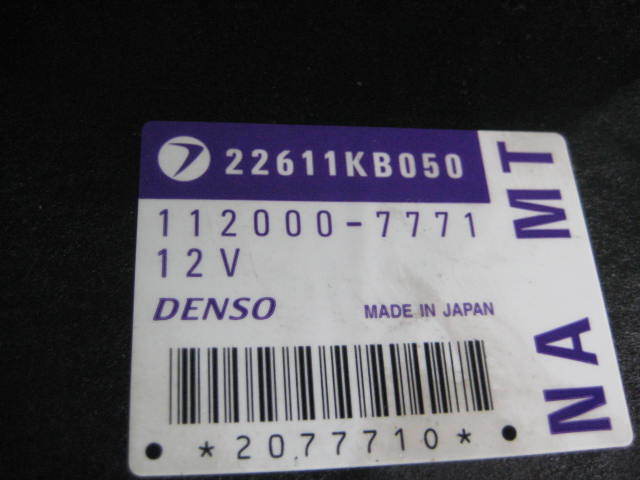 22611KB050
112000-7771
12V
DENSO MADE IN JAPAN
*2077710*
NA MT